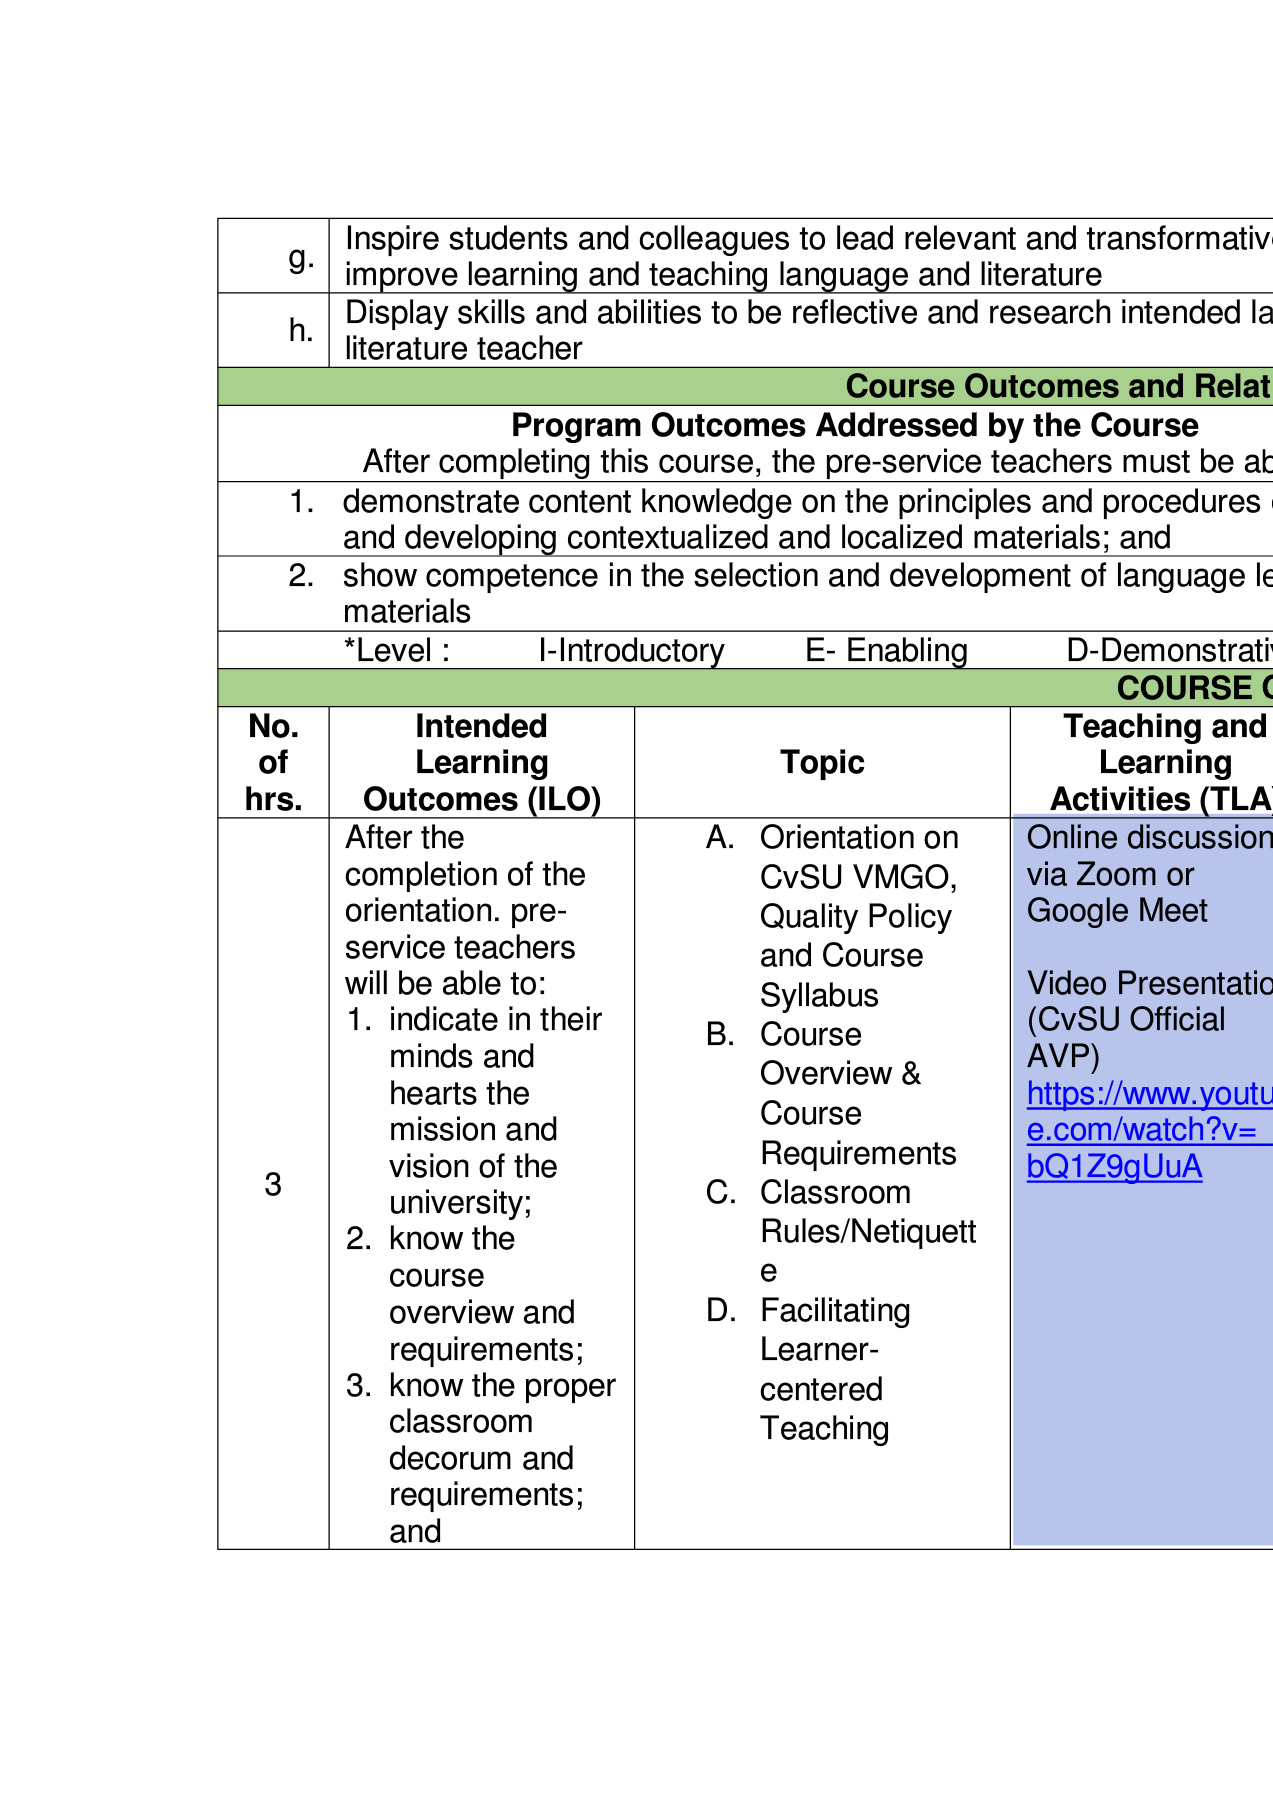 g.
Inspire students and colleagues to lead relevant and transformative
improve learning and teaching language and literature
h.
Display skills and abilities to be reflective and research intended la
literature teacher
Course Outcomes and Relat
Program Outcomes Addressed by the Course
After completing this course, the pre-service teachers must be ab
1. demonstrate content knowledge on the principles and procedures
and developing contextualized and localized materials; and
2. show competence in the selection and development of language le
materials
*Level : I-Introductory E- Enabling D-Demonstrativ
COURSE
No.
of
hrs.
Intended
Learning
Outcomes (ILO)
Topic
Teaching and
Learning
Activities (TLA)
3
After the
completion of the
orientation. pre-
service teachers
will be able to:
1. indicate in their
minds and
hearts the
mission and
vision of the
university;
2. know the
course
overview and
requirements;
3. know the proper
classroom
decorum and
requirements;
and
A. Orientation on
CvSU VMGO,
Quality Policy
and Course
Syllabus
B. Course
Overview &
Course
Requirements
C. Classroom
Rules/Netiquett
e
D. Facilitating
Learner-
centered
Teaching
Online discussion
via Zoom or
Google Meet
Video Presentatio
(CvSU Official
AVP)
https://www.youtu
e.com/watch?v=_
bQ1Z9gUuA